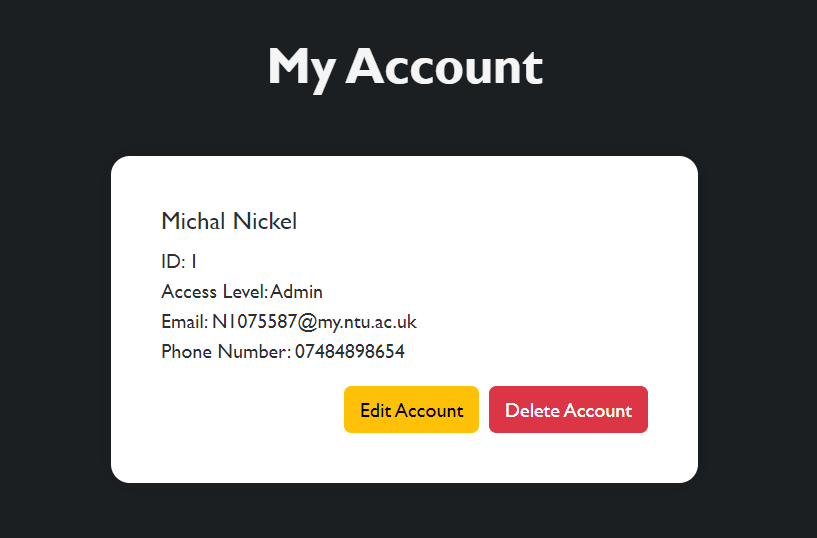 My Account
Michal Nickel
ID: 1
Access Level: Admin
Email: N1075587@my.ntu.ac.uk
Phone Number: 07484898654
Edit Account
Delete Account